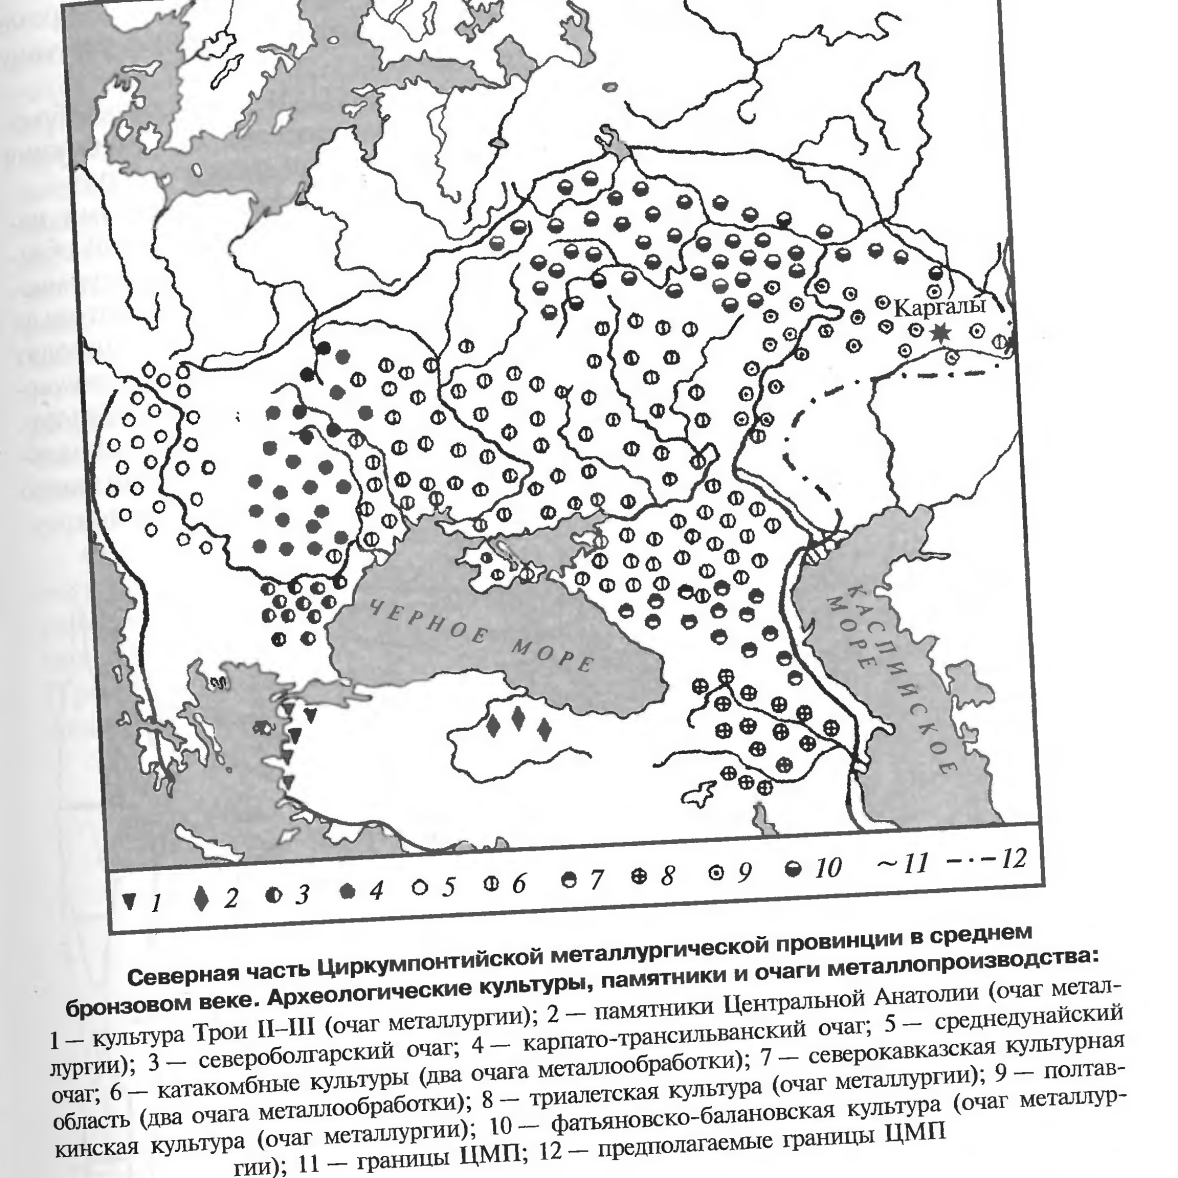 Каргалы
ЧЕРНОЕ МОРЕ
КАСПИЙСКОЕ
МОРЕ
1 2 3 4 5 6 7 8 9 10 11 12
Северная часть Циркумпонтийской металлургической провинции в среднем
бронзовом веке. Археологические культуры, памятники и очаги металлопроизводства:
1 — культура Трои II–III (очаг металлургии); 2 — памятники Центральной Анатолии (очаг метал-
лургии); 3 — североболгарский очаг; 4 — карпато-трансильванский очаг; 5 — среднедунайский
очаг; 6 — катакомбные культуры (два очага металлообработки); 7 — северокавказская культурная
область (два очага металлообработки); 8 — триалетская культура (очаг металлургии); 9 — полтав-
кинская культура (очаг металлургии); 10 — фатьяновско-балановская культура (очаг металлур-
гии); 11 — границы ЦМП; 12 — предполагаемые границы ЦМП